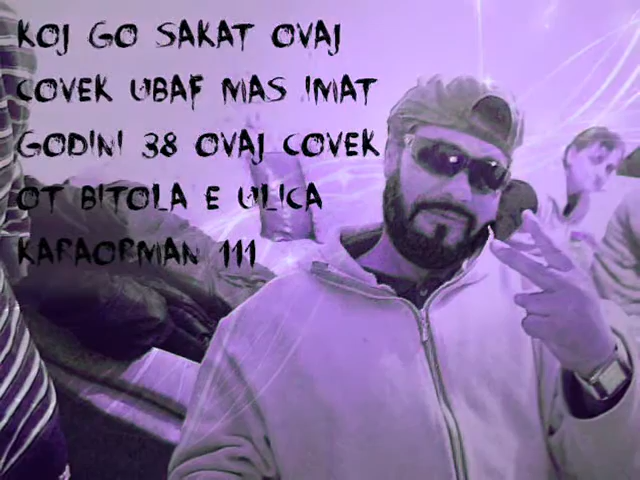 KOJ GO SAKAT OVAJ
COVEK UBAF MAS IMAT
GODINI 38 OVAJ COVEK
OT BITOLA E ULICA
KARAORMAN 111